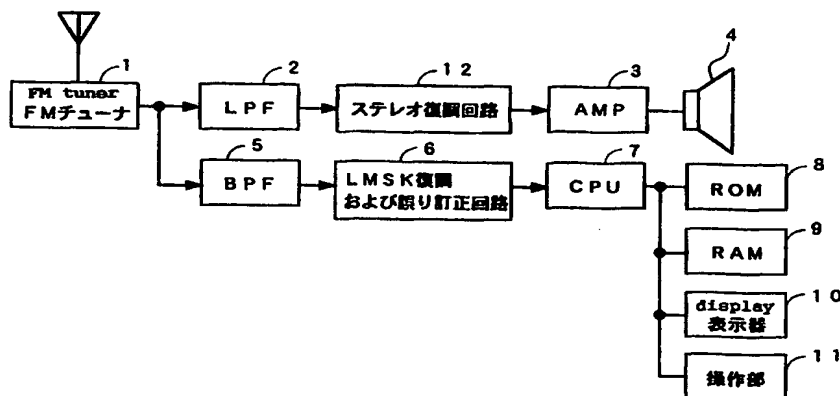 4
1
2
12
3
FM tuner
FMチューナ
LPF
ステレオ復調回路
AMP
5
6
7
8
BPF
LMSK復調
および誤り訂正回路
CPU
ROM
9
RAM
10
display
表示器
11
操作部